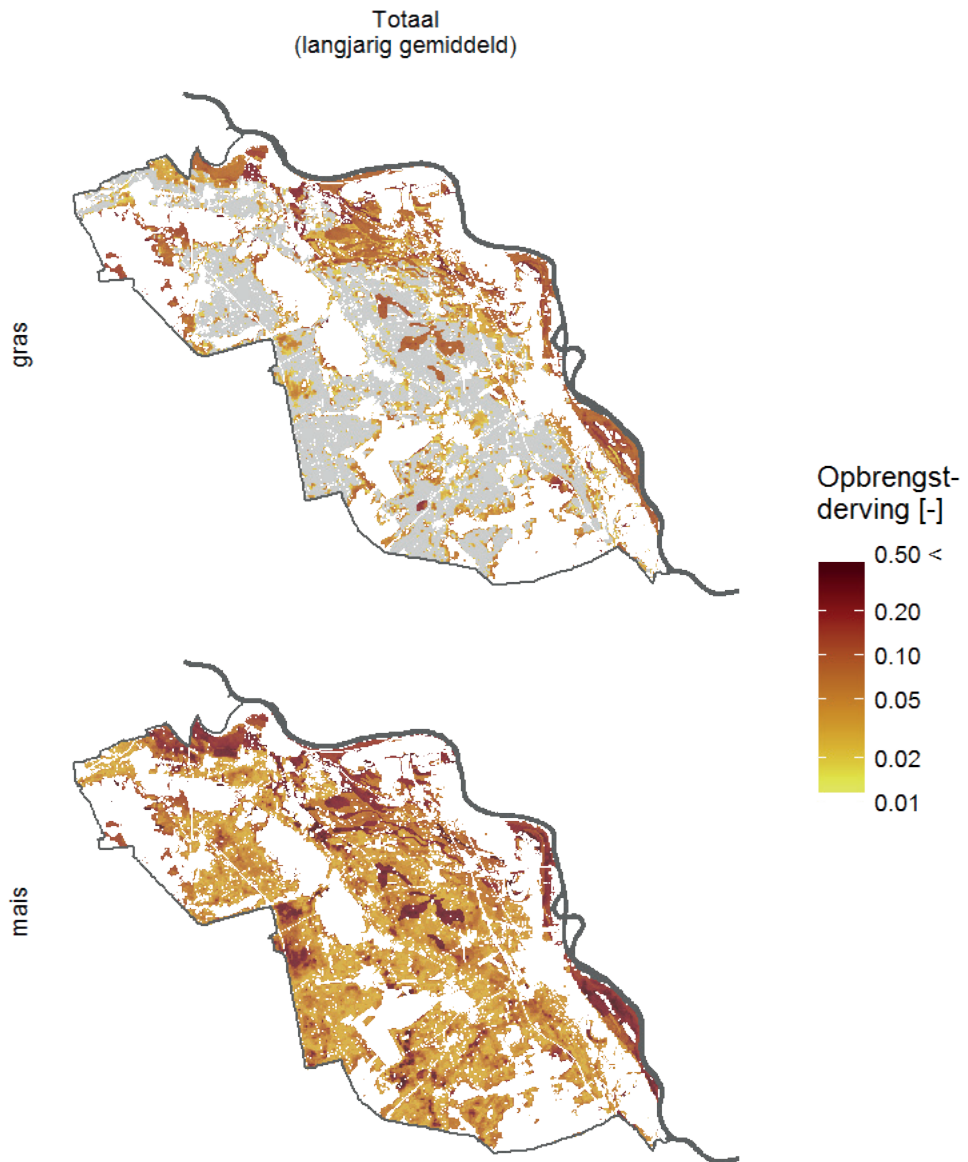 Totaal
(langjarig gemiddeld)
gras
Opbrengst-
derving [-]
0.50 <
0.20
0.10
0.05
0.02
0.01
mais